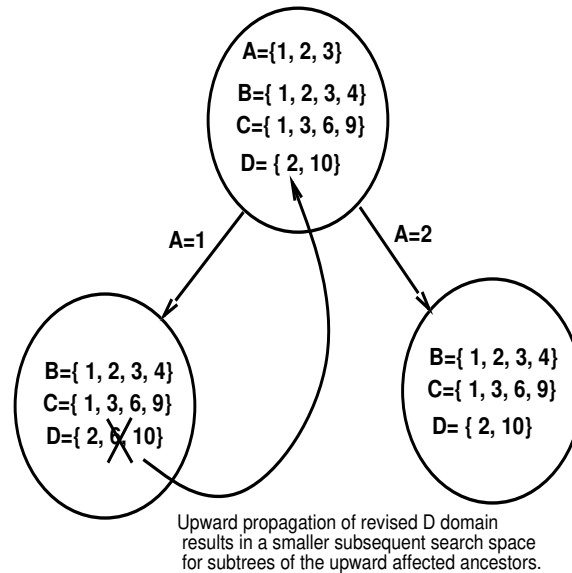 A={1, 2, 3}
B={ 1, 2, 3, 4}
C={ 1, 3, 6, 9}
D= { 2, 10}
A=1
A=2
B={ 1, 2, 3, 4}
C={ 1, 3, 6, 9}
D={ 2, 6, 10}
B={ 1, 2, 3, 4}
C={ 1, 3, 6, 9}
D= { 2, 10}
Upward propagation of revised D domain
results in a smaller subsequent search space
for subtrees of the upward affected ancestors.